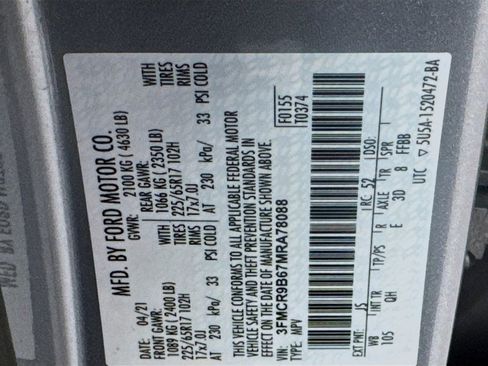 MFD. BY FORD MOTOR CO.
DATE: 04/21
GVWR: 2100 KG ( 4630 LB)
FRONT GAWR: 1089 KG ( 2400 LB)
REAR GAWR: 1066 KG ( 2350 LB)
WITH 225/65R17 102H TIRES
WITH 225/65R17 102H TIRES
17x7.0J RIMS
17x7.0J RIMS
AT 230 kPa/ 33 PSI COLD
AT 230 kPa/ 33 PSI COLD
THIS VEHICLE CONFORMS TO ALL APPLICABLE FEDERAL MOTOR
VEHICLE SAFETY AND THEFT PREVENTION STANDARDS IN
EFFECT ON THE DATE OF MANUFACTURE SHOWN ABOVE.
VIN: 3FMCR9B67MRA78088
TYPE: MPV
F0155
T0374
EXT PNT: JS RC: 52 DSO:
WB INT TR TP/PS R AXLE TR SPR
105 QH E 3D 8 FFBB
UTC ▽5U5A-1520472-BA